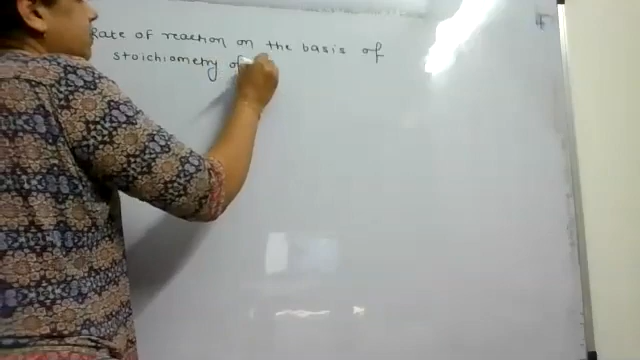 Rate of reaction on the basis of
stoichiometry of